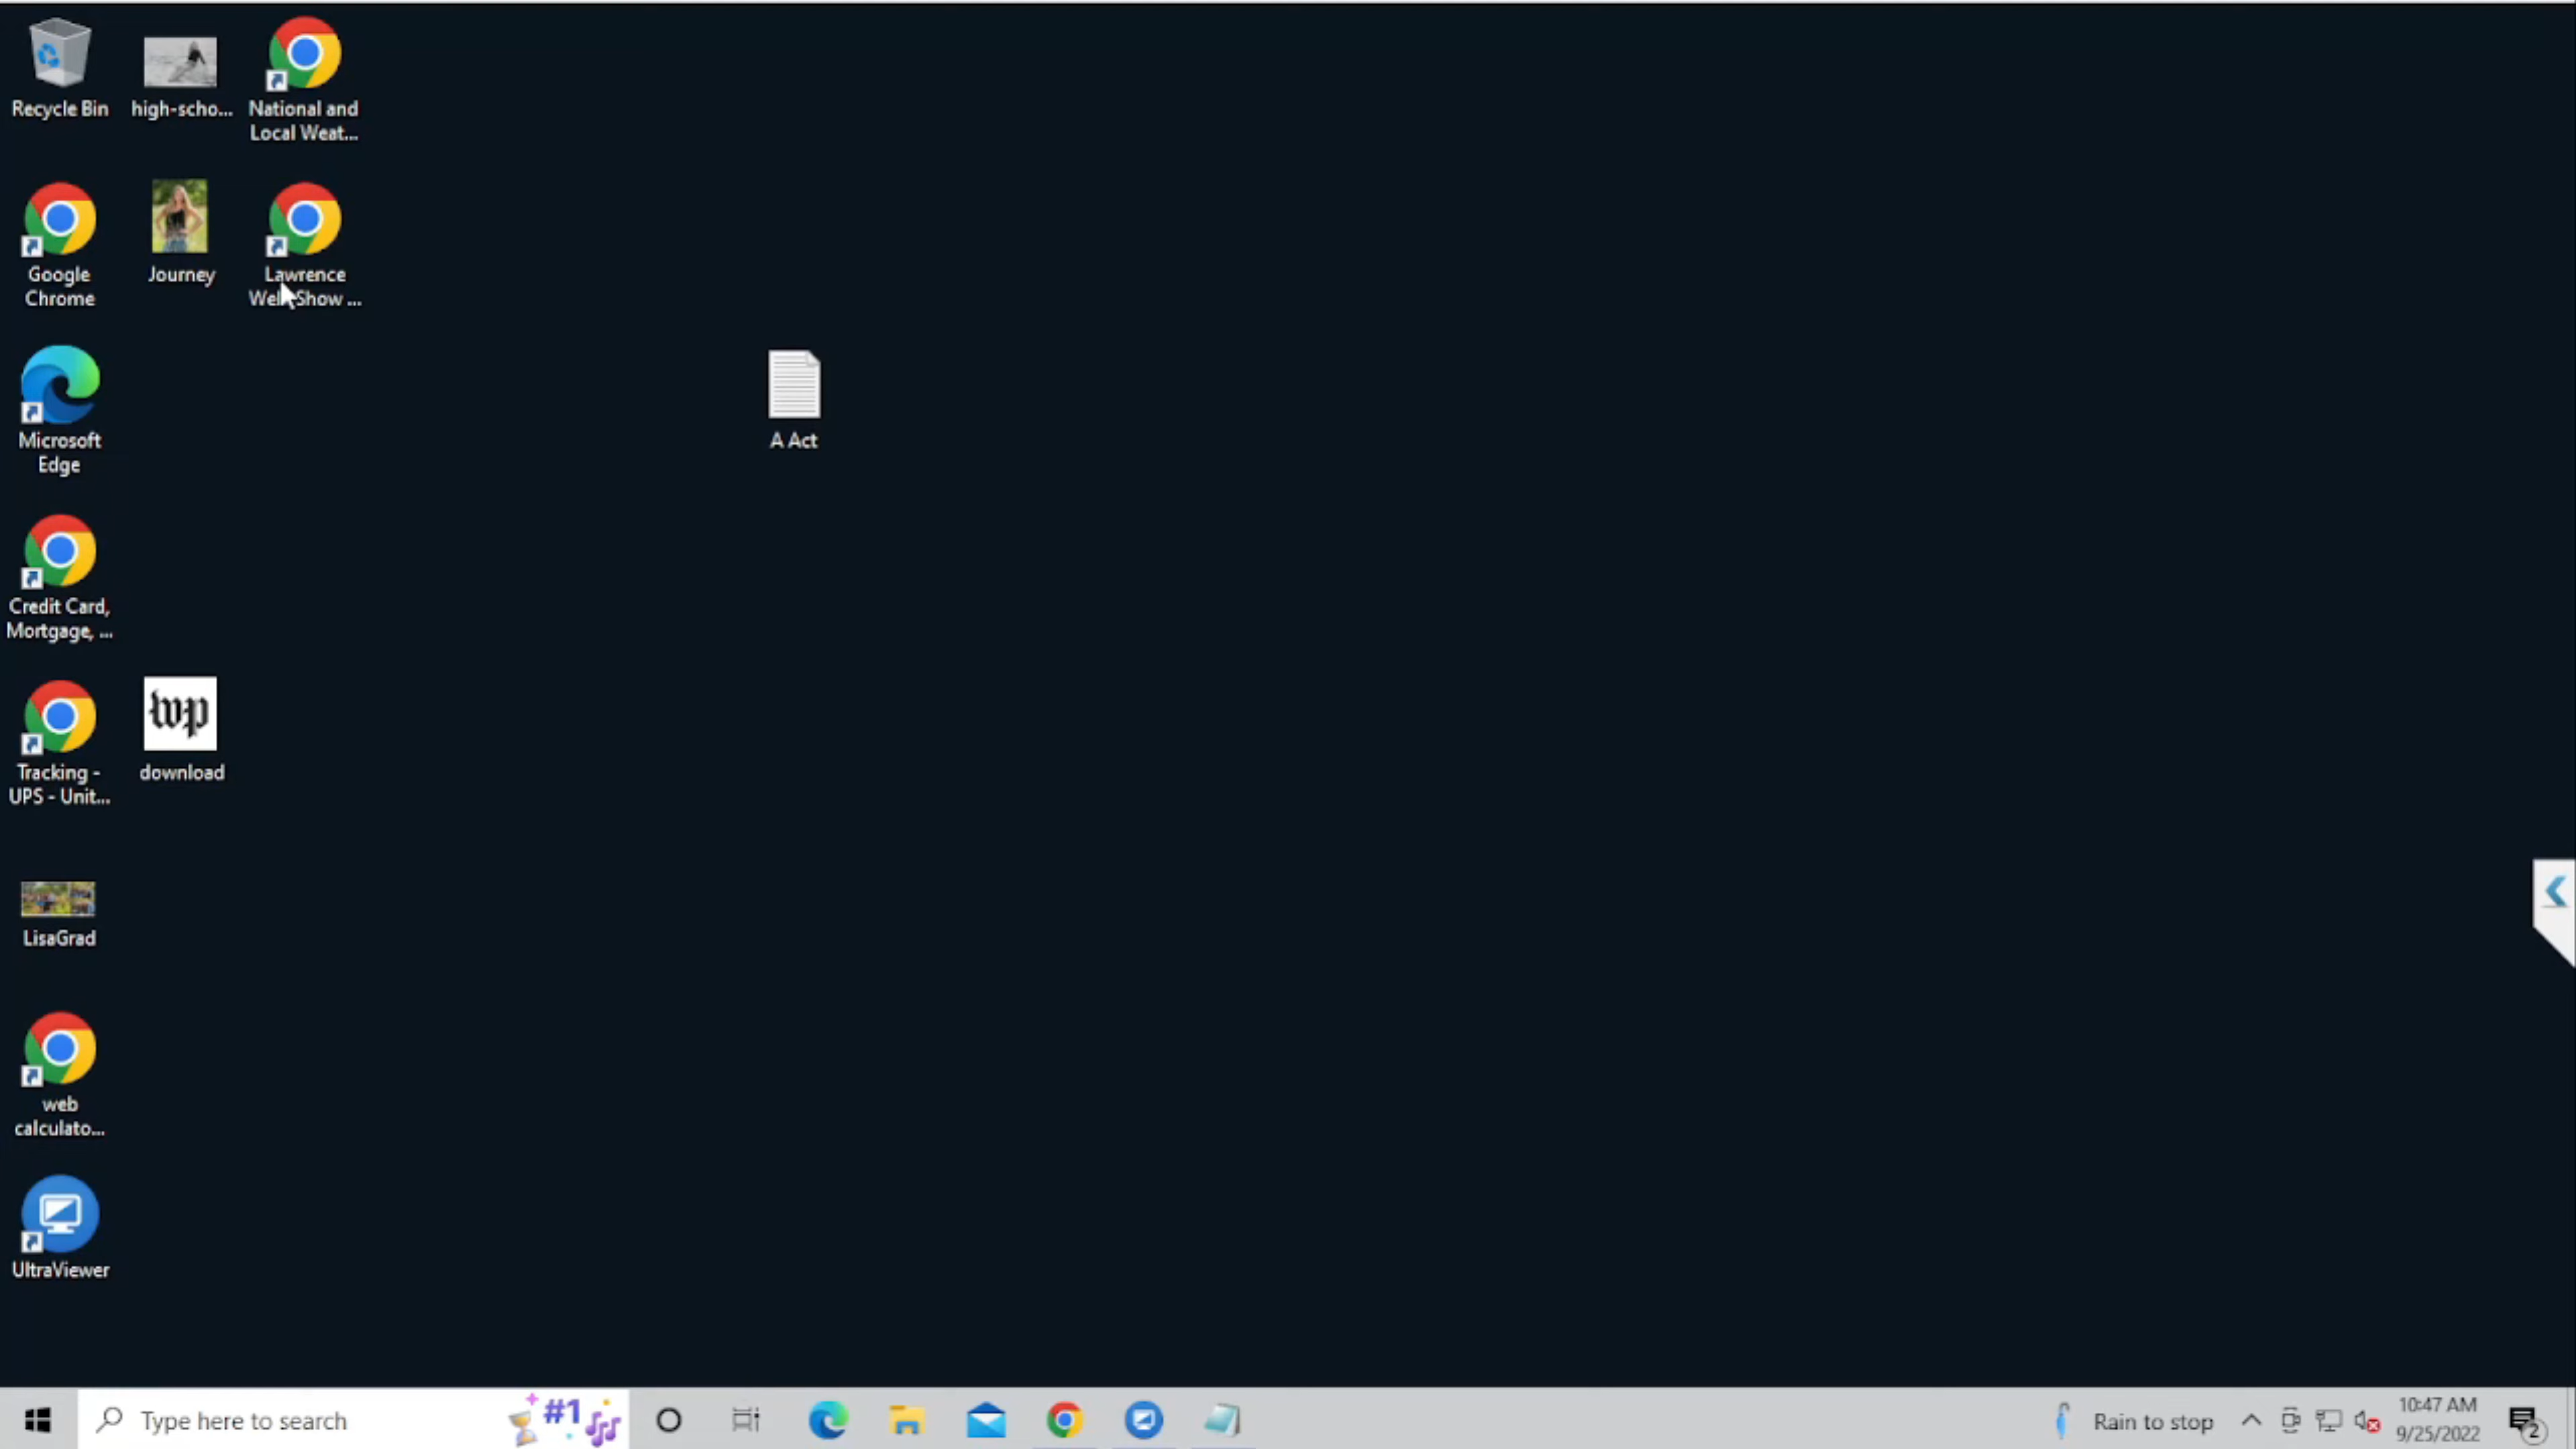 Recycle Bin
high-scho...
National and
Local Weat...
Google
Chrome
Journey
Lawrence
Show ...
Microsoft
Edge
A Act
Credit Card,
Mortgage, ...
Tracking -
UPS - Unit...
wp
download
LisaGrad
web
calculato...
UltraViewer
Type here to search
#1
Rain to stop
10:47 AM
9/25/2022
2